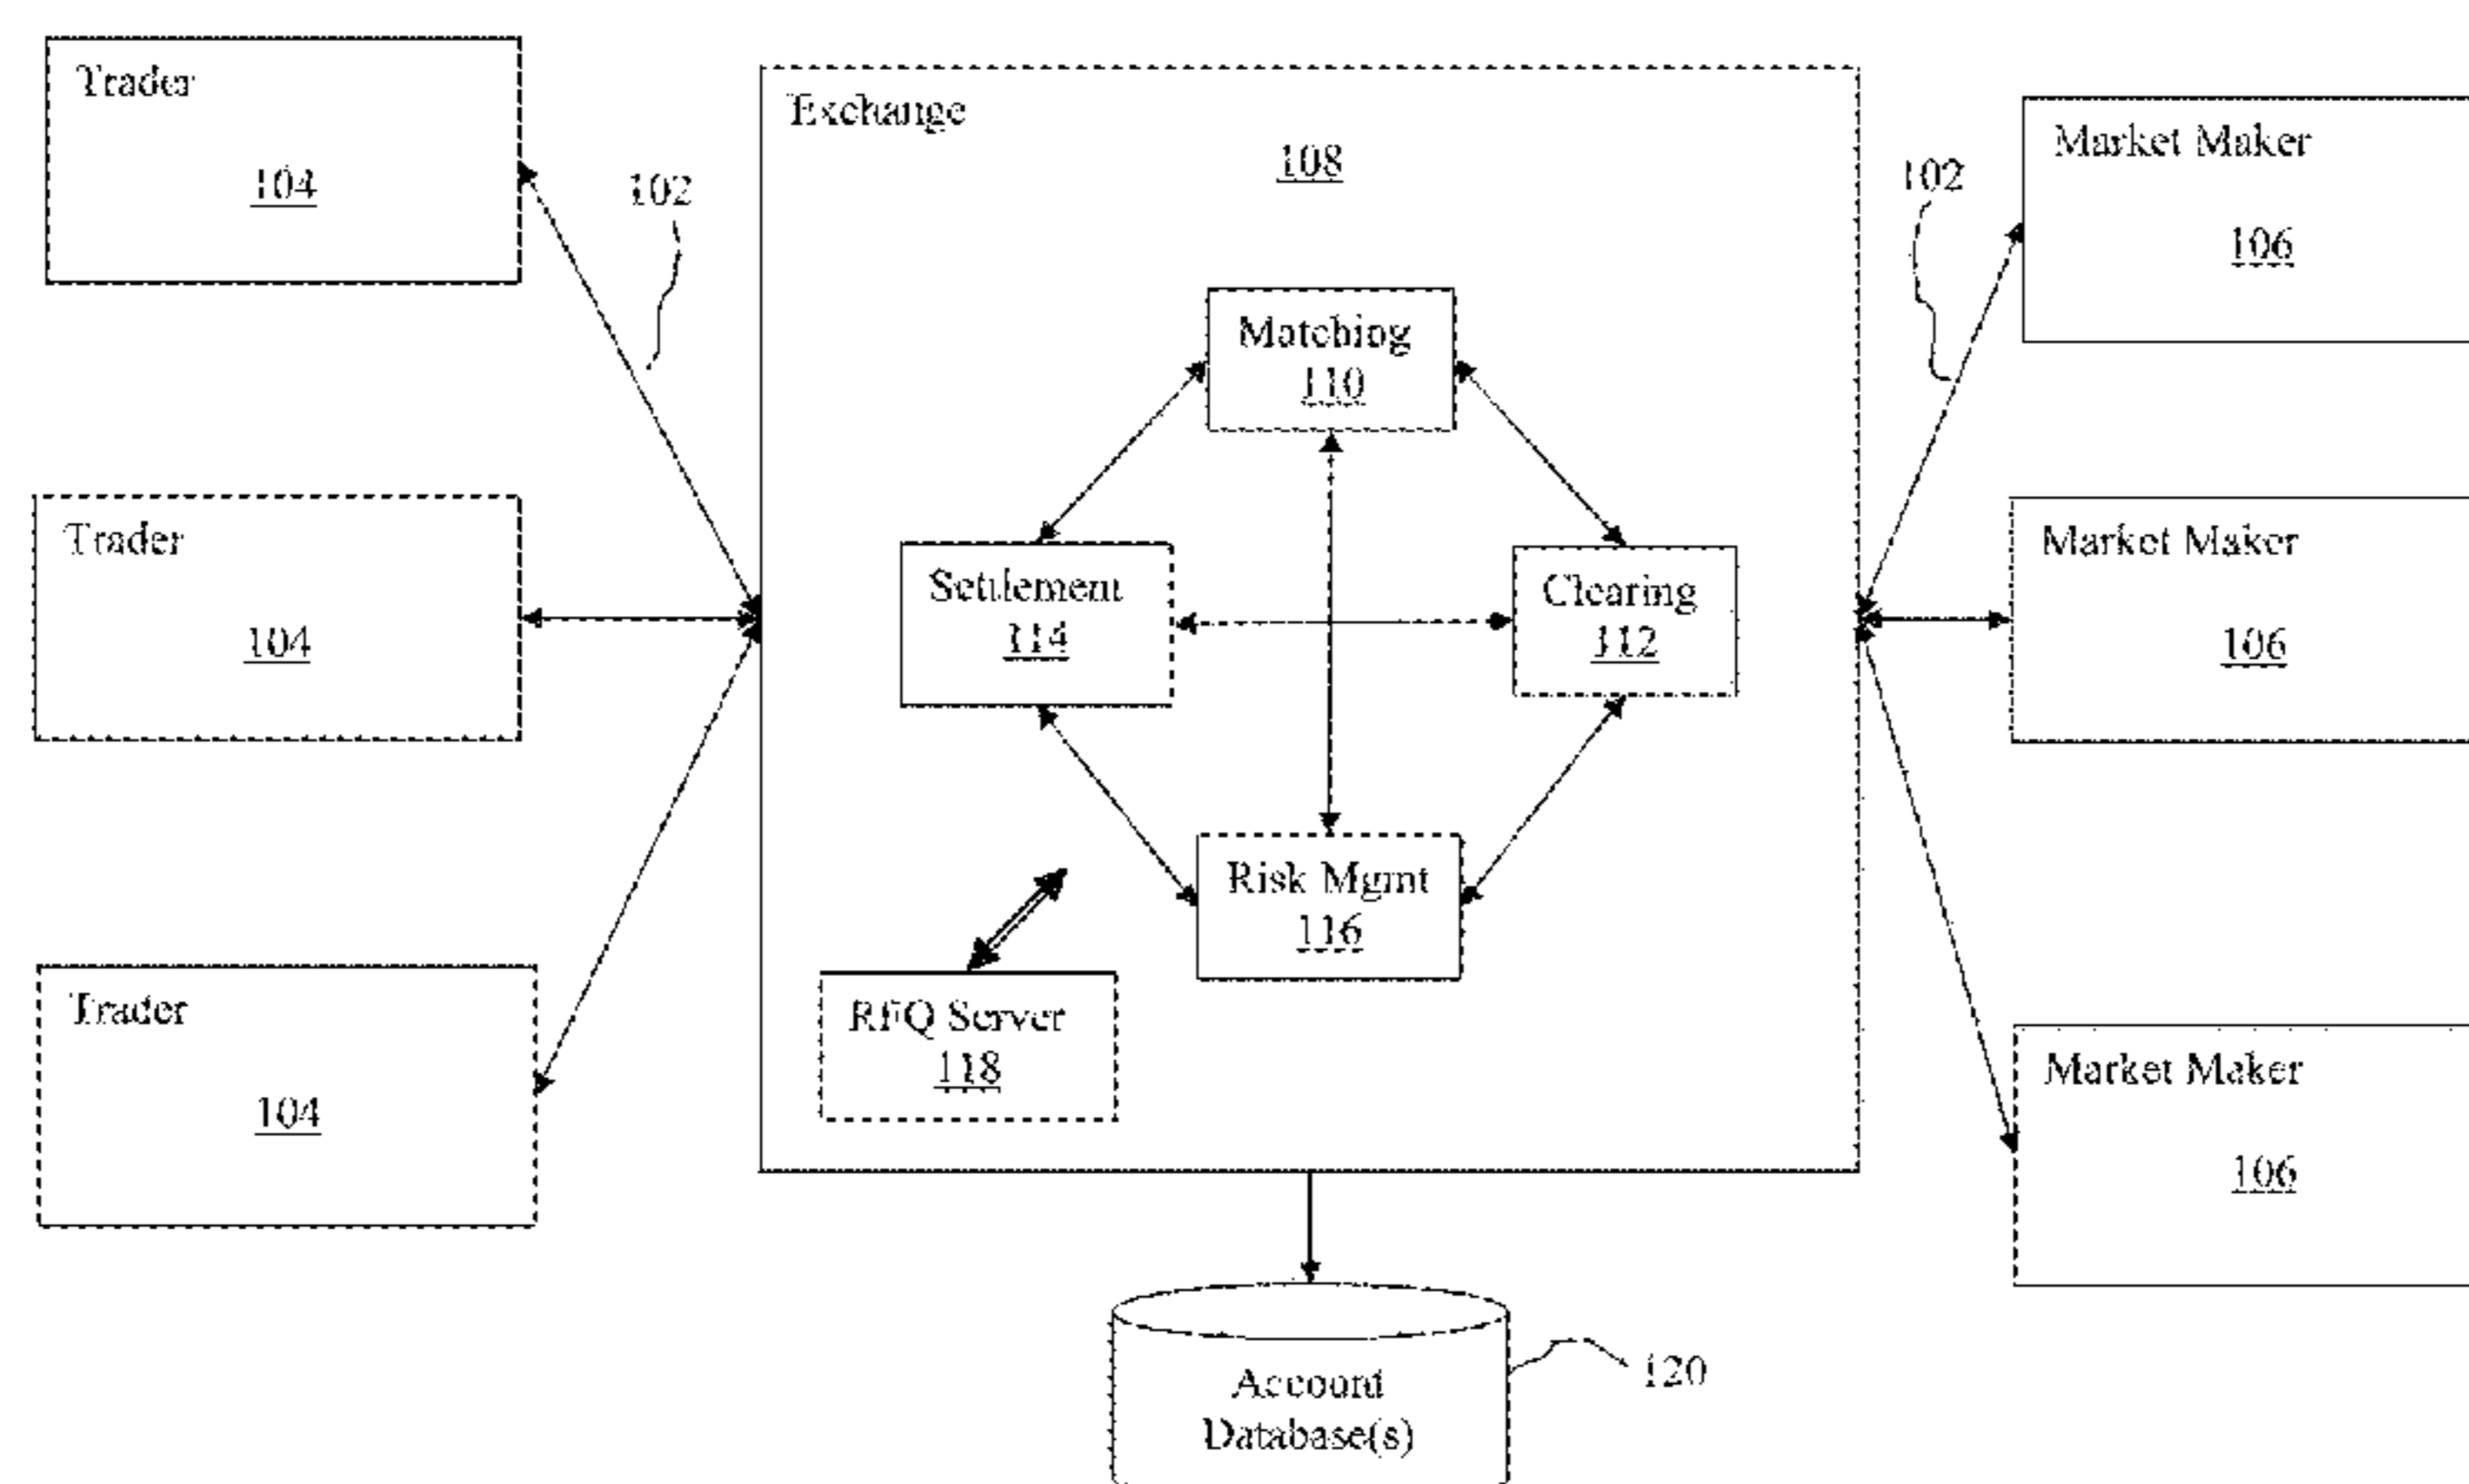 Trader
104
102
Exchange
108
102
Market Maker
106
Matching
110
Trader
104
Settlement
114
Clearing
112
Market Maker
106
Risk Mgmt
116
Trader
104
RFQ Server
118
Market Maker
106
Account
Database(s)
120